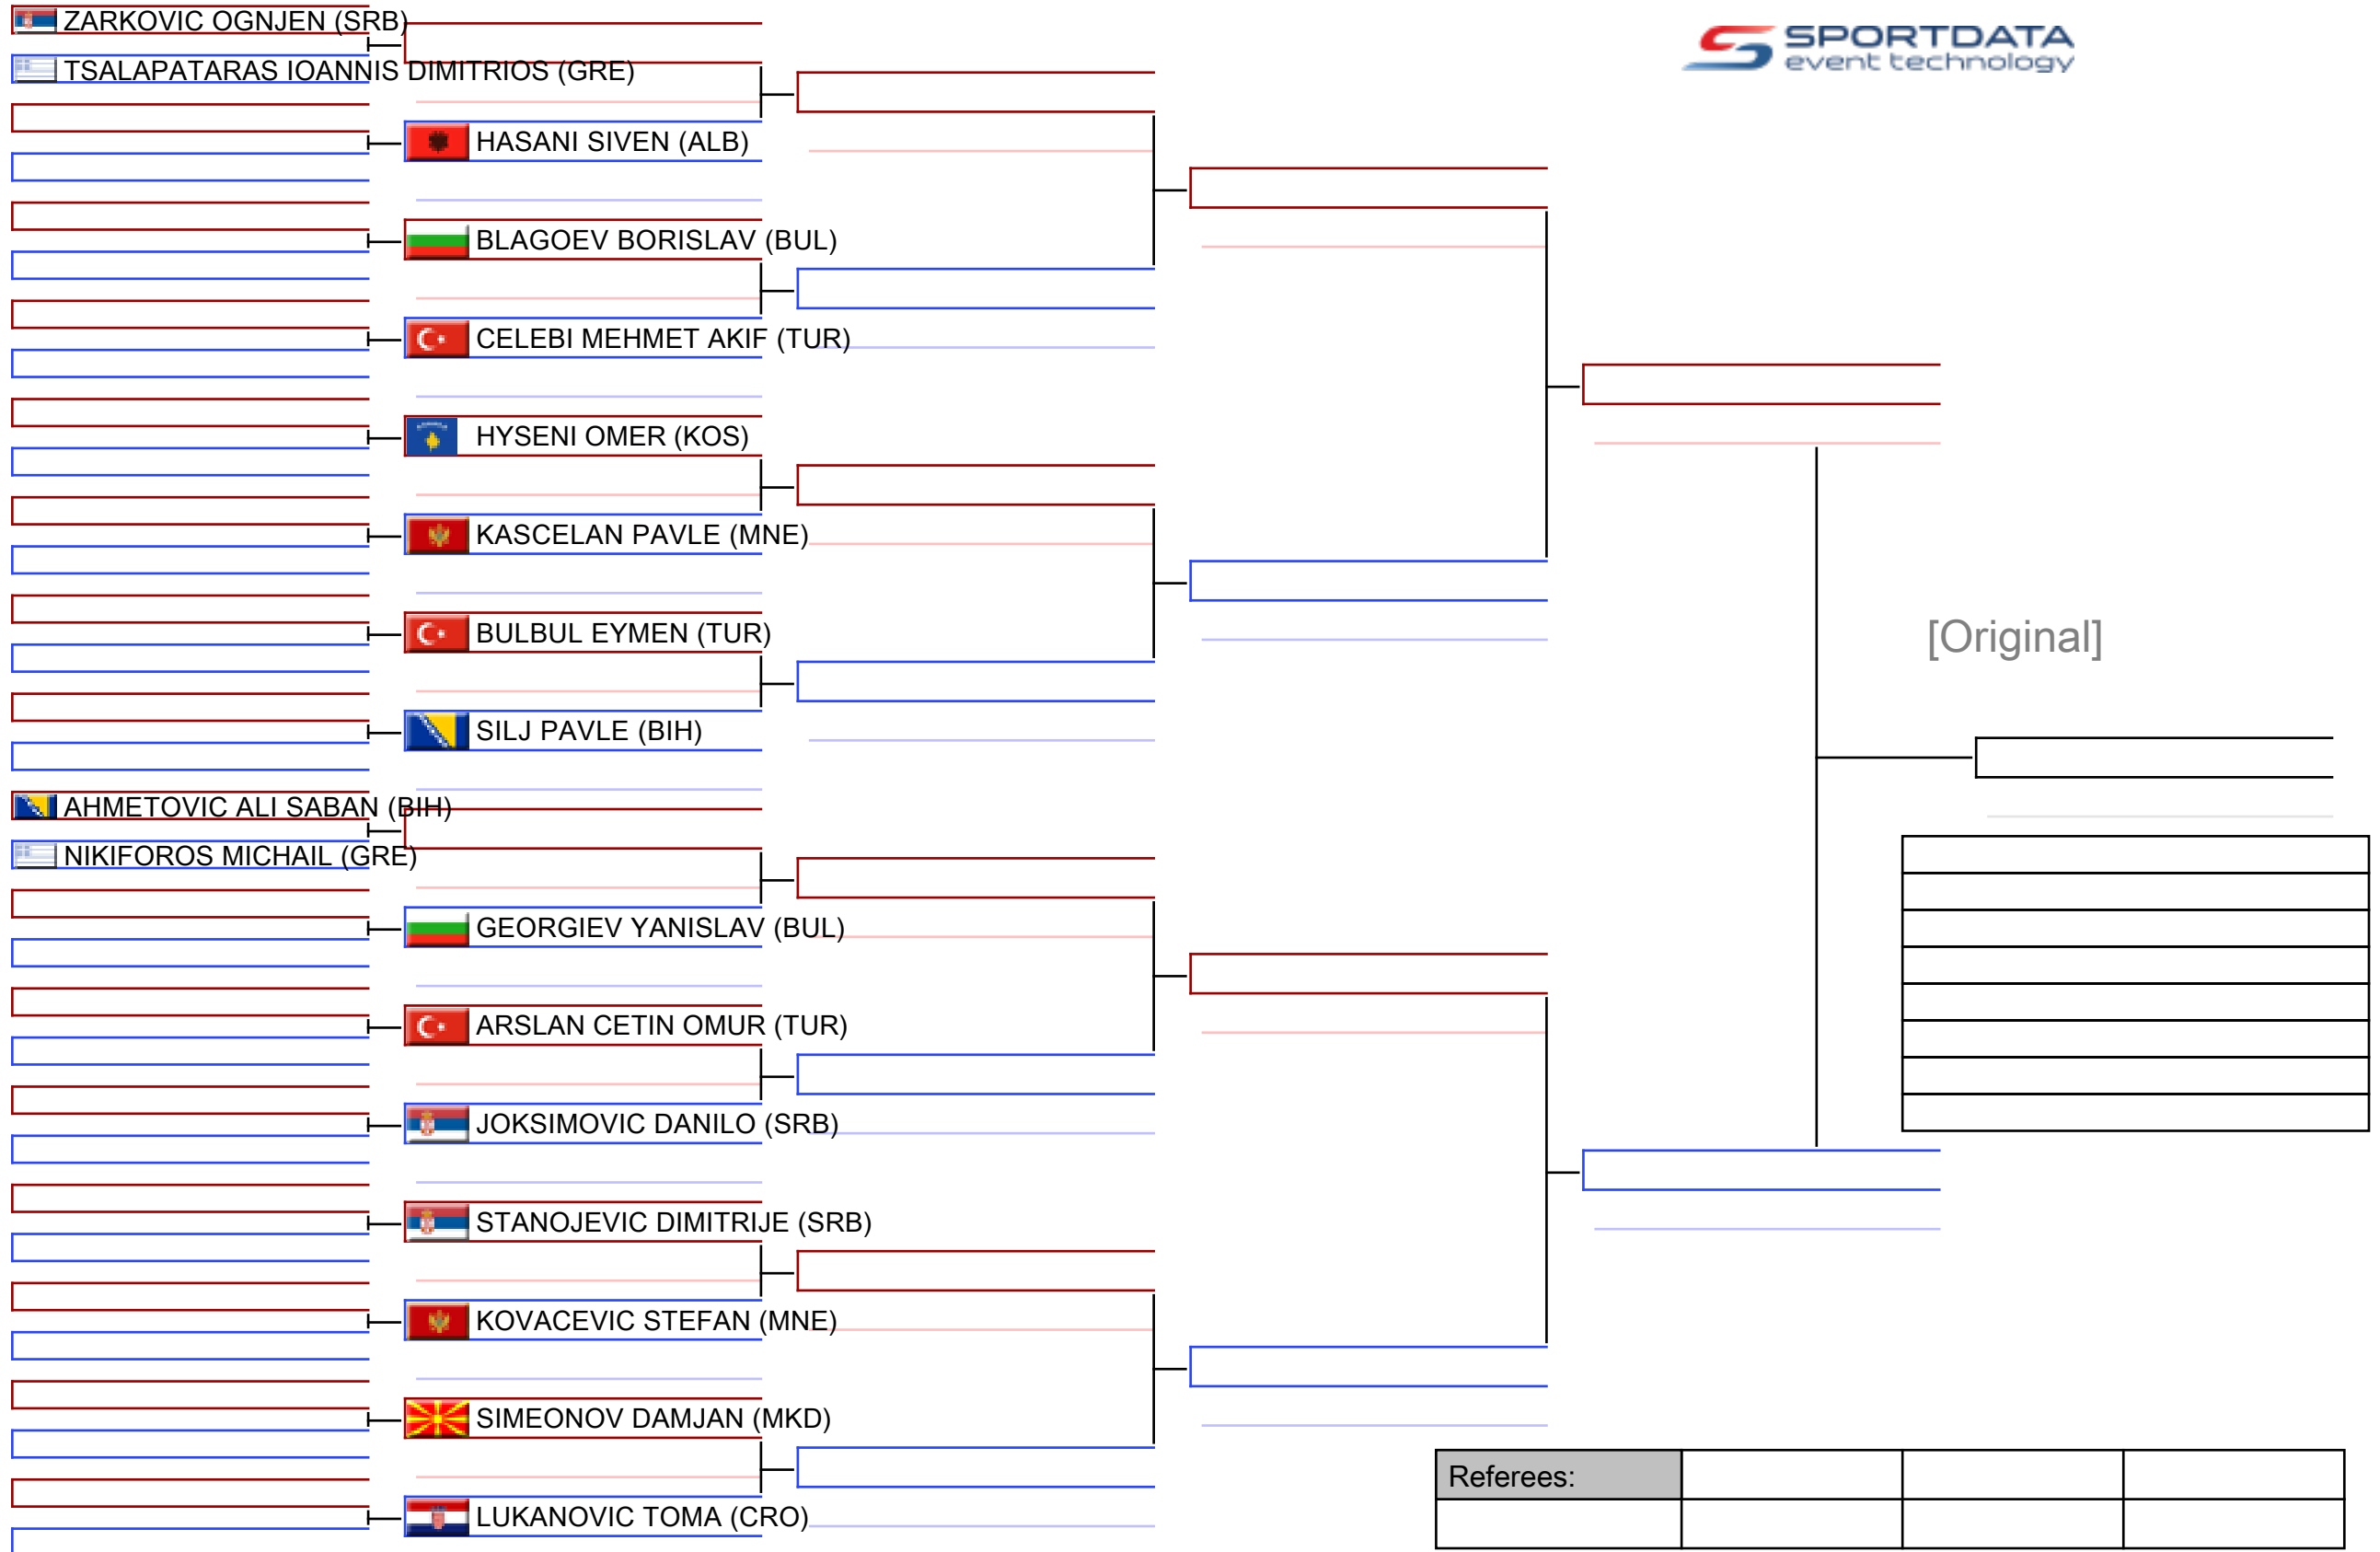 ZARKOVIC OGNJEN (SRB)
SPORTDATA
event technology
TSALAPATARAS IOANNIS DIMITRIOS (GRE)
HASANI SIVEN (ALB)
BLAGOEV BORISLAV (BUL)
CELEBI MEHMET AKIF (TUR)
HYSENI OMER (KOS)
KASCELAN PAVLE (MNE)
BULBUL EYMEN (TUR)
[Original]
SILJ PAVLE (BIH)
AHMETOVIC ALI SABAN (BIH)
NIKIFOROS MICHAIL (GRE)
GEORGIEV YANISLAV (BUL)
ARSLAN CETIN OMUR (TUR)
JOKSIMOVIC DANILO (SRB)
STANOJEVIC DIMITRIJE (SRB)
KOVACEVIC STEFAN (MNE)
SIMEONOV DAMJAN (MKD)
Referees:
LUKANOVIC TOMA (CRO)